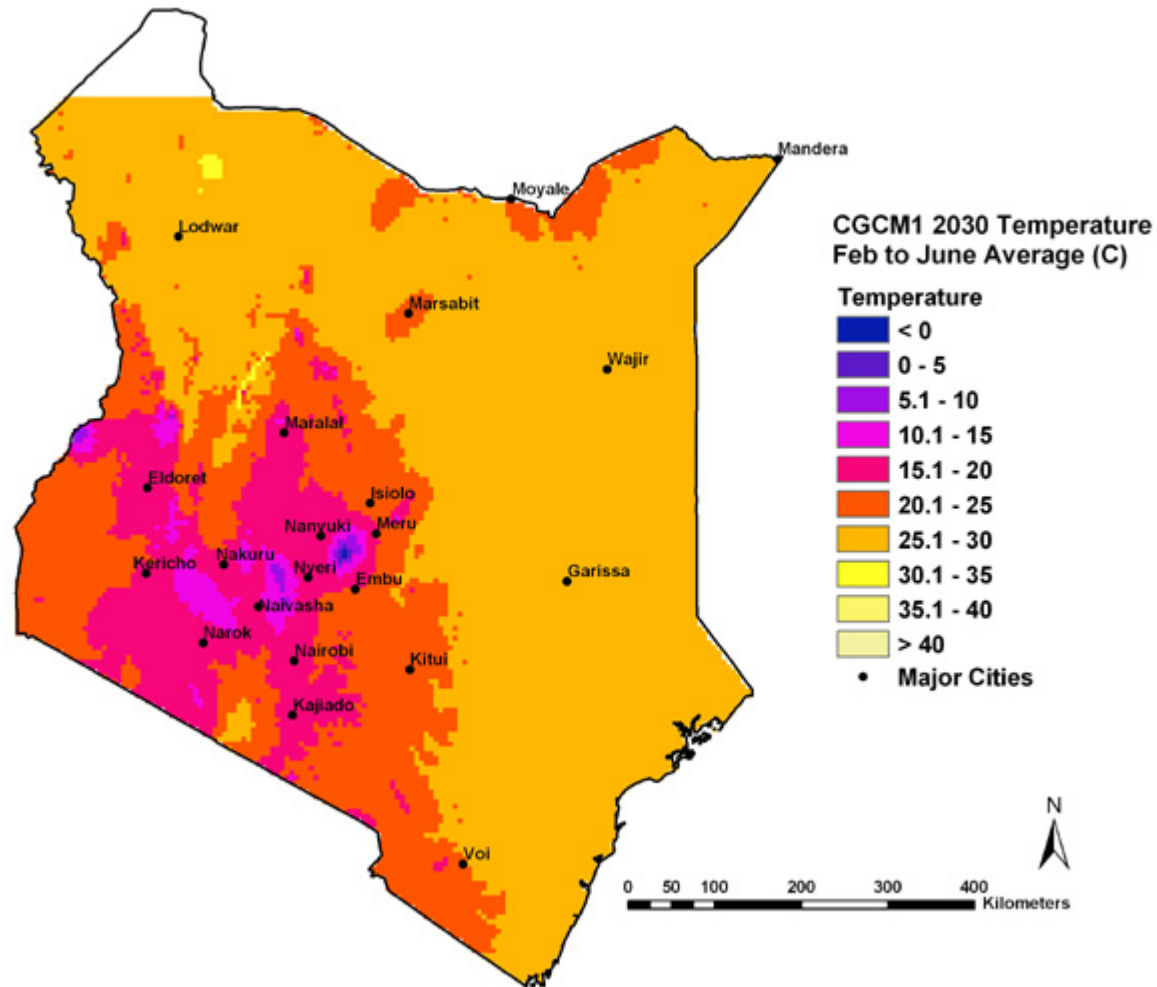 Mandera
Moyale
Lodwar
Marsabit
Wajir
Maralal
Eldoret
Isiolo
Nanyuki
Meru
Nakuru
Kericho
Nyeri
Embu
Garissa
Naivasha
Narok
Nairobi
Kitui
Kajiado
Voi
CGCM1 2030 Temperature
Feb to June Average (C)
Temperature
< 0
0 - 5
5.1 - 10
10.1 - 15
15.1 - 20
20.1 - 25
25.1 - 30
30.1 - 35
35.1 - 40
> 40
Major Cities
N
0 50 100 200 300 400
Kilometers